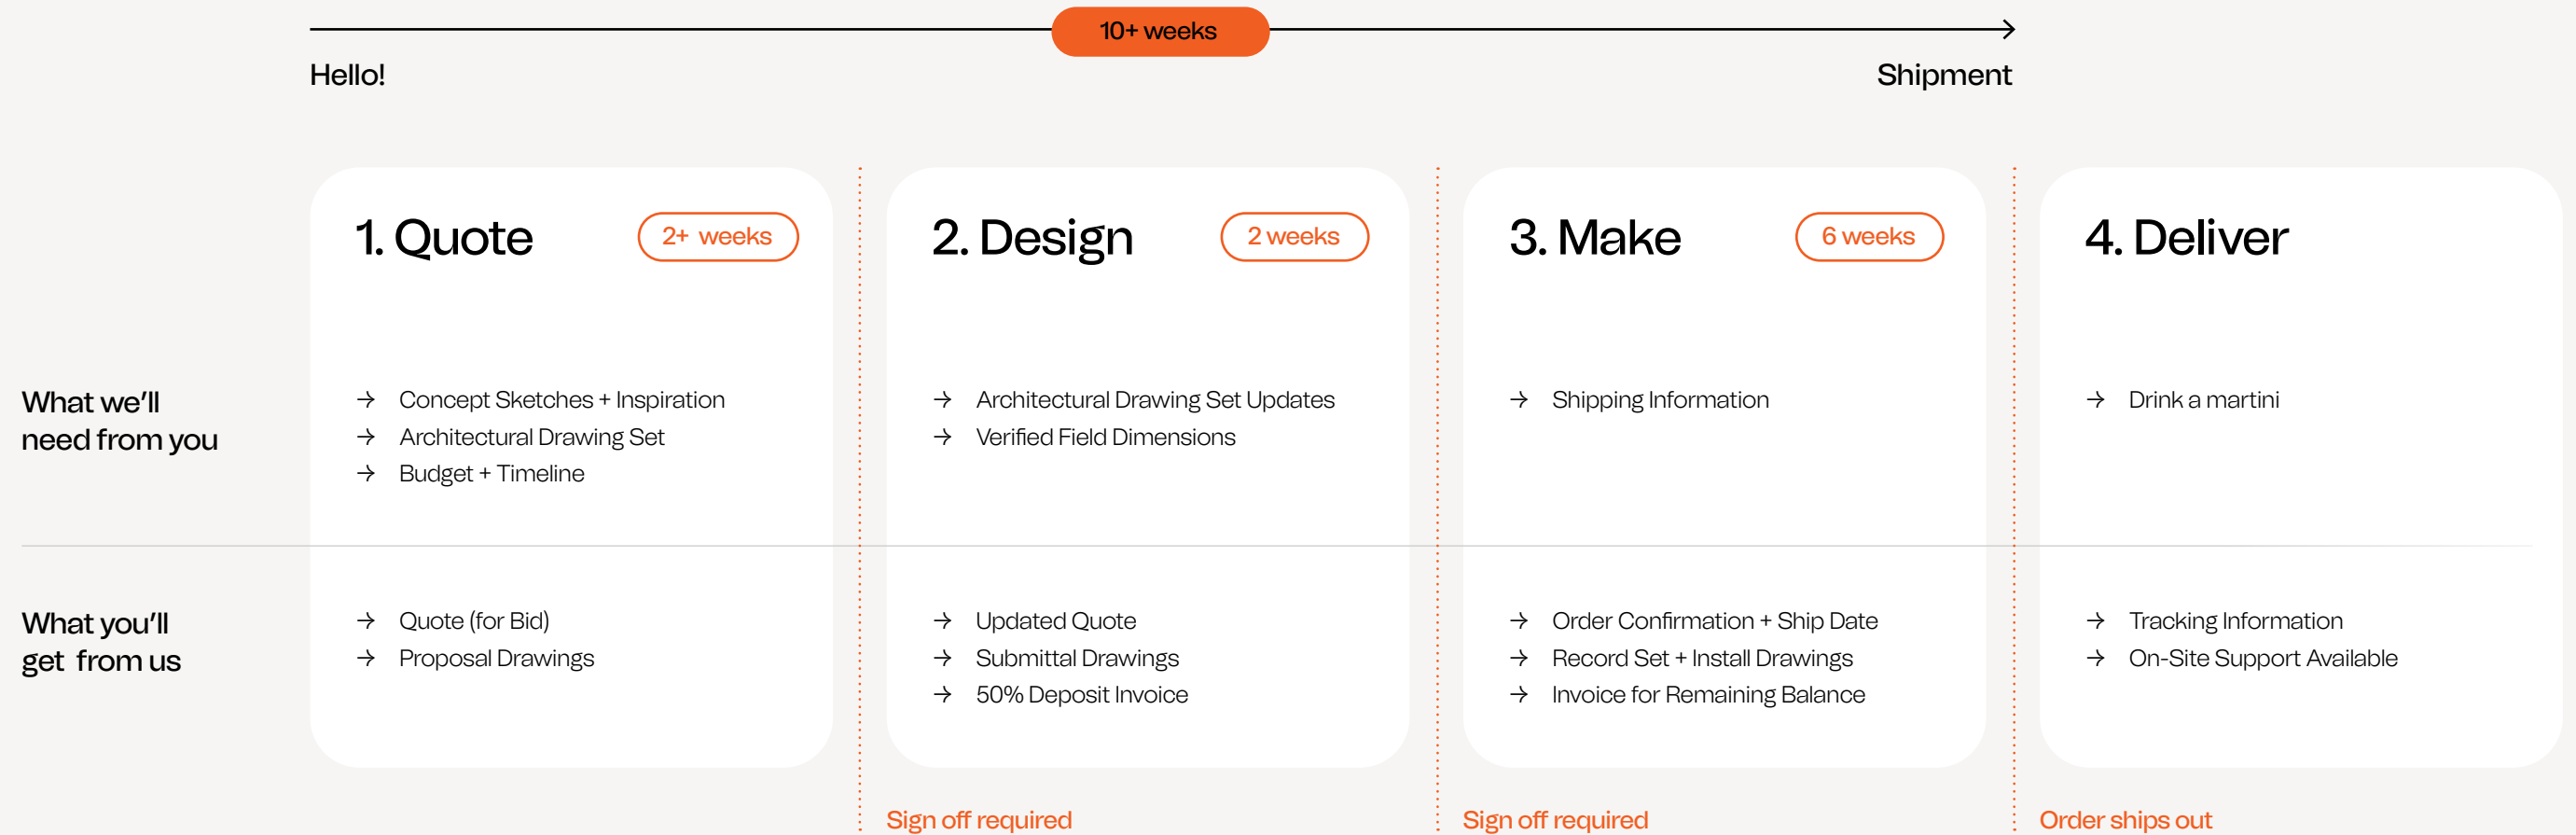 10+ weeks
Hello!
Shipment
1. Quote
2+ weeks
2. Design
2 weeks
3. Make
6 weeks
4. Deliver
What we’ll
need from you
→ Concept Sketches + Inspiration
→ Architectural Drawing Set
→ Budget + Timeline
→ Architectural Drawing Set Updates
→ Verified Field Dimensions
→ Shipping Information
→ Drink a martini
What you’ll
get from us
→ Quote (for Bid)
→ Proposal Drawings
→ Updated Quote
→ Submittal Drawings
→ 50% Deposit Invoice
→ Order Confirmation + Ship Date
→ Record Set + Install Drawings
→ Invoice for Remaining Balance
→ Tracking Information
→ On-Site Support Available
Sign off required
Sign off required
Order ships out